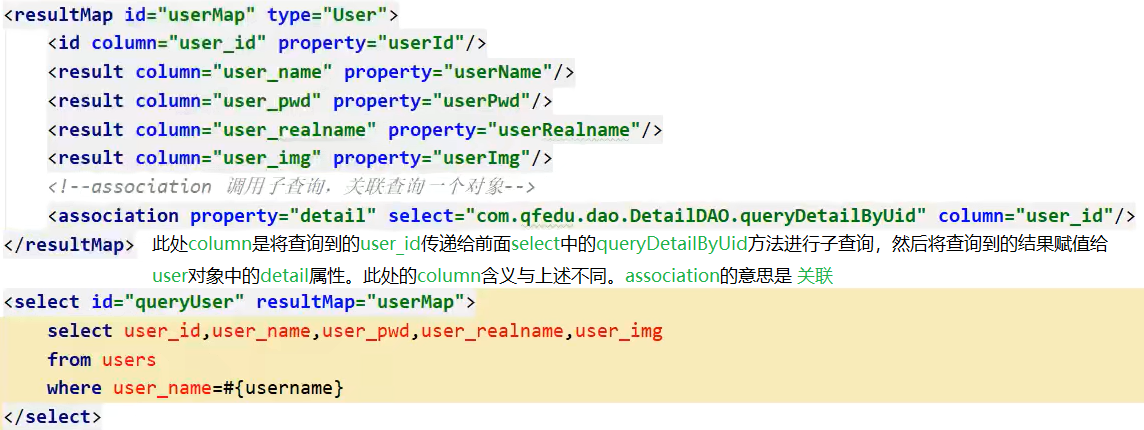 <resultMap id="userMap" type="User">
<id column="user_id" property="userId"/>
<result column="user_name" property="userName"/>
<result column="user_pwd" property="userPwd"/>
<result column="user_realname" property="userRealname"/>
<result column="user_img" property="userImg"/>
<!--association 调用子查询，关联查询一个对象-->
<association property="detail" select="com.qfedu.dao.DetailDAO.queryDetailByUid" column="user_id"/>
</resultMap> 此处column是将查询到的user_id传递给前面select中的queryDetailByUid方法进行子查询，然后将查询到的结果赋值给
user对象中的detail属性。此处的column含义与上述不同。association的意思是 关联
<select id="queryUser" resultMap="userMap">
select user_id,user_name,user_pwd,user_realname,user_img
from users
where user_name=#{username}
</select>